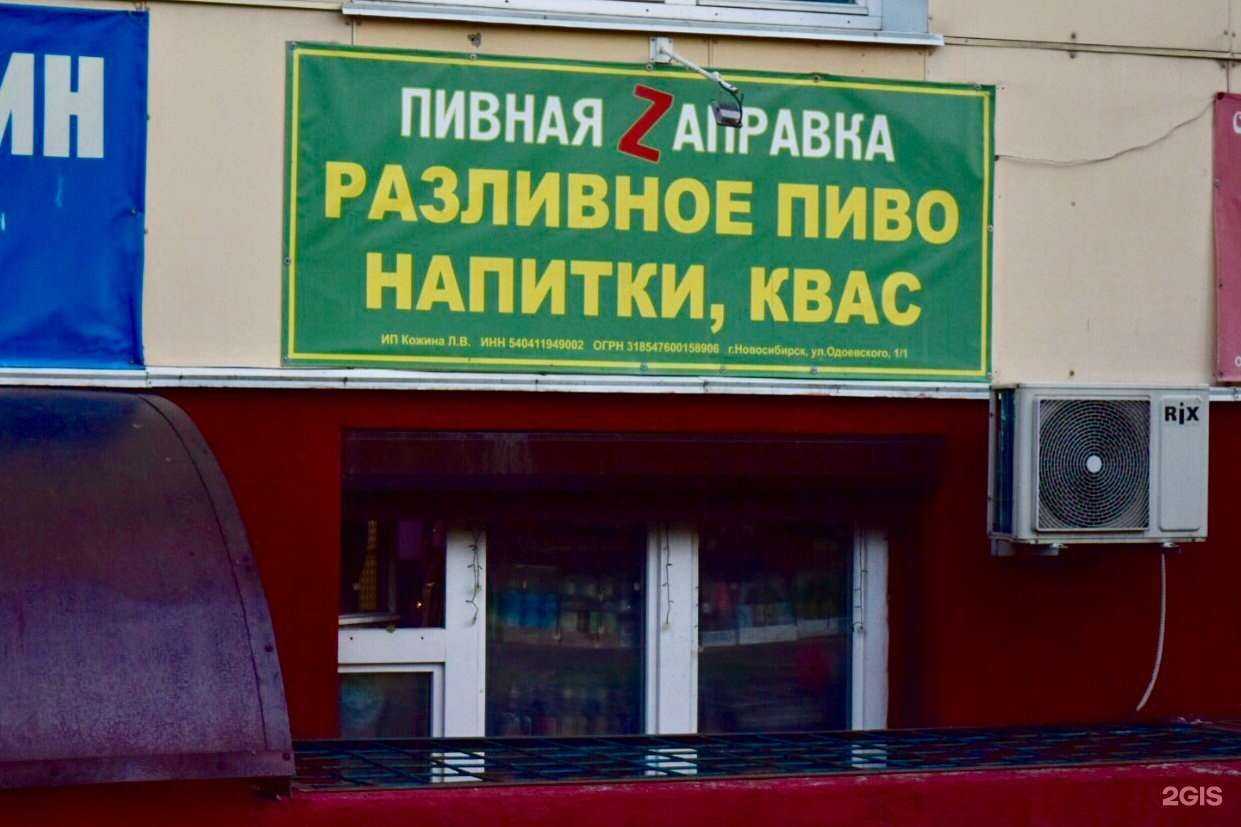 ИН
ПИВНАЯ ZАПРАВКА
РАЗЛИВНОЕ ПИВО
НАПИТКИ, КВАС
ИП Кожина Л.В. ИНН 540411949002 ОГРН 318547600158906 г.Новосибирск, ул.Одоевского, 1/1
RiX
2GIS